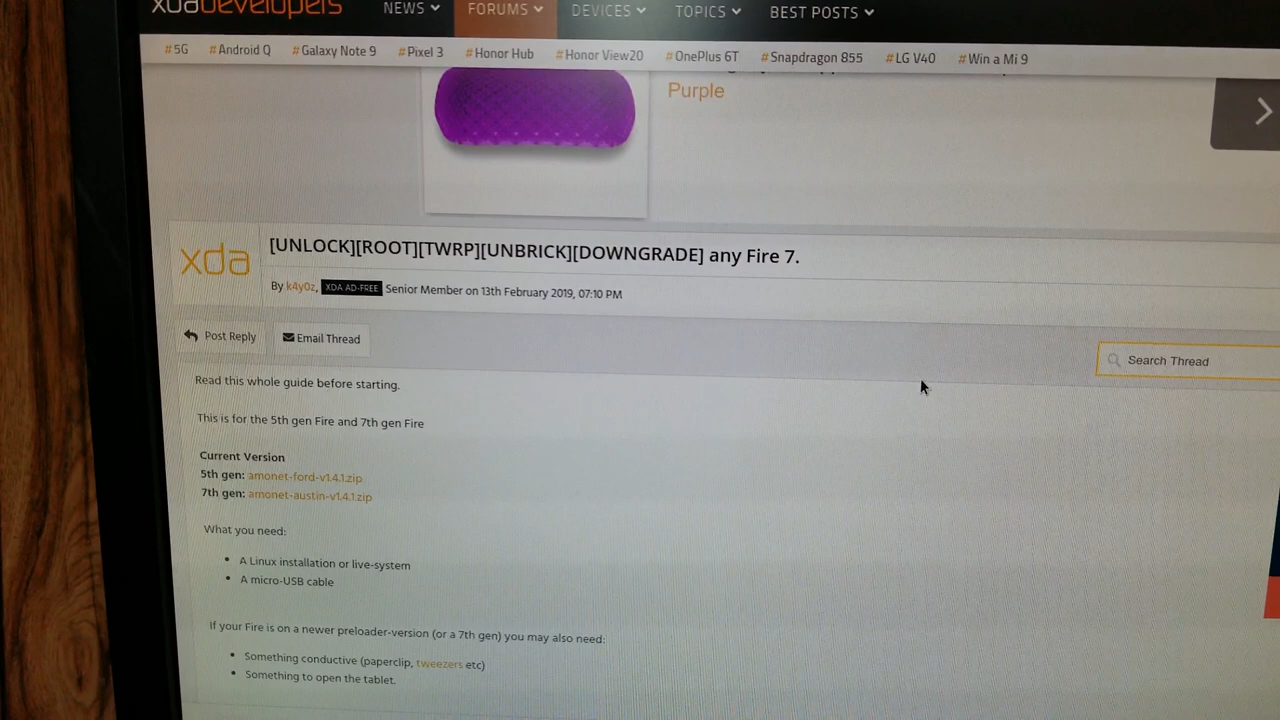 xdadevelopers
NEWS FORUMS DEVICES TOPICS BEST POSTS
#5G #Android Q #Galaxy Note 9 #Pixel 3 #Honor Hub #Honor View20 #OnePlus 6T #Snapdragon 855 #LG V40 #Win a Mi 9
Purple
xda
[UNLOCK][ROOT][TWRP][UNBRICK][DOWNGRADE] any Fire 7.
By k4y0z, XDA AD-FREE Senior Member on 13th February 2019, 07:10 PM
Post Reply Email Thread
Search Thread
Read this whole guide before starting.
This is for the 5th gen Fire and 7th gen Fire
Current Version
5th gen: amonet-ford-v1.4.1.zip
7th gen: amonet-austin-v1.4.1.zip
What you need:
• A Linux installation or live-system
• A micro-USB cable
If your Fire is on a newer preloader-version (or a 7th gen) you may also need:
• Something conductive (paperclip, tweezers etc)
• Something to open the tablet.